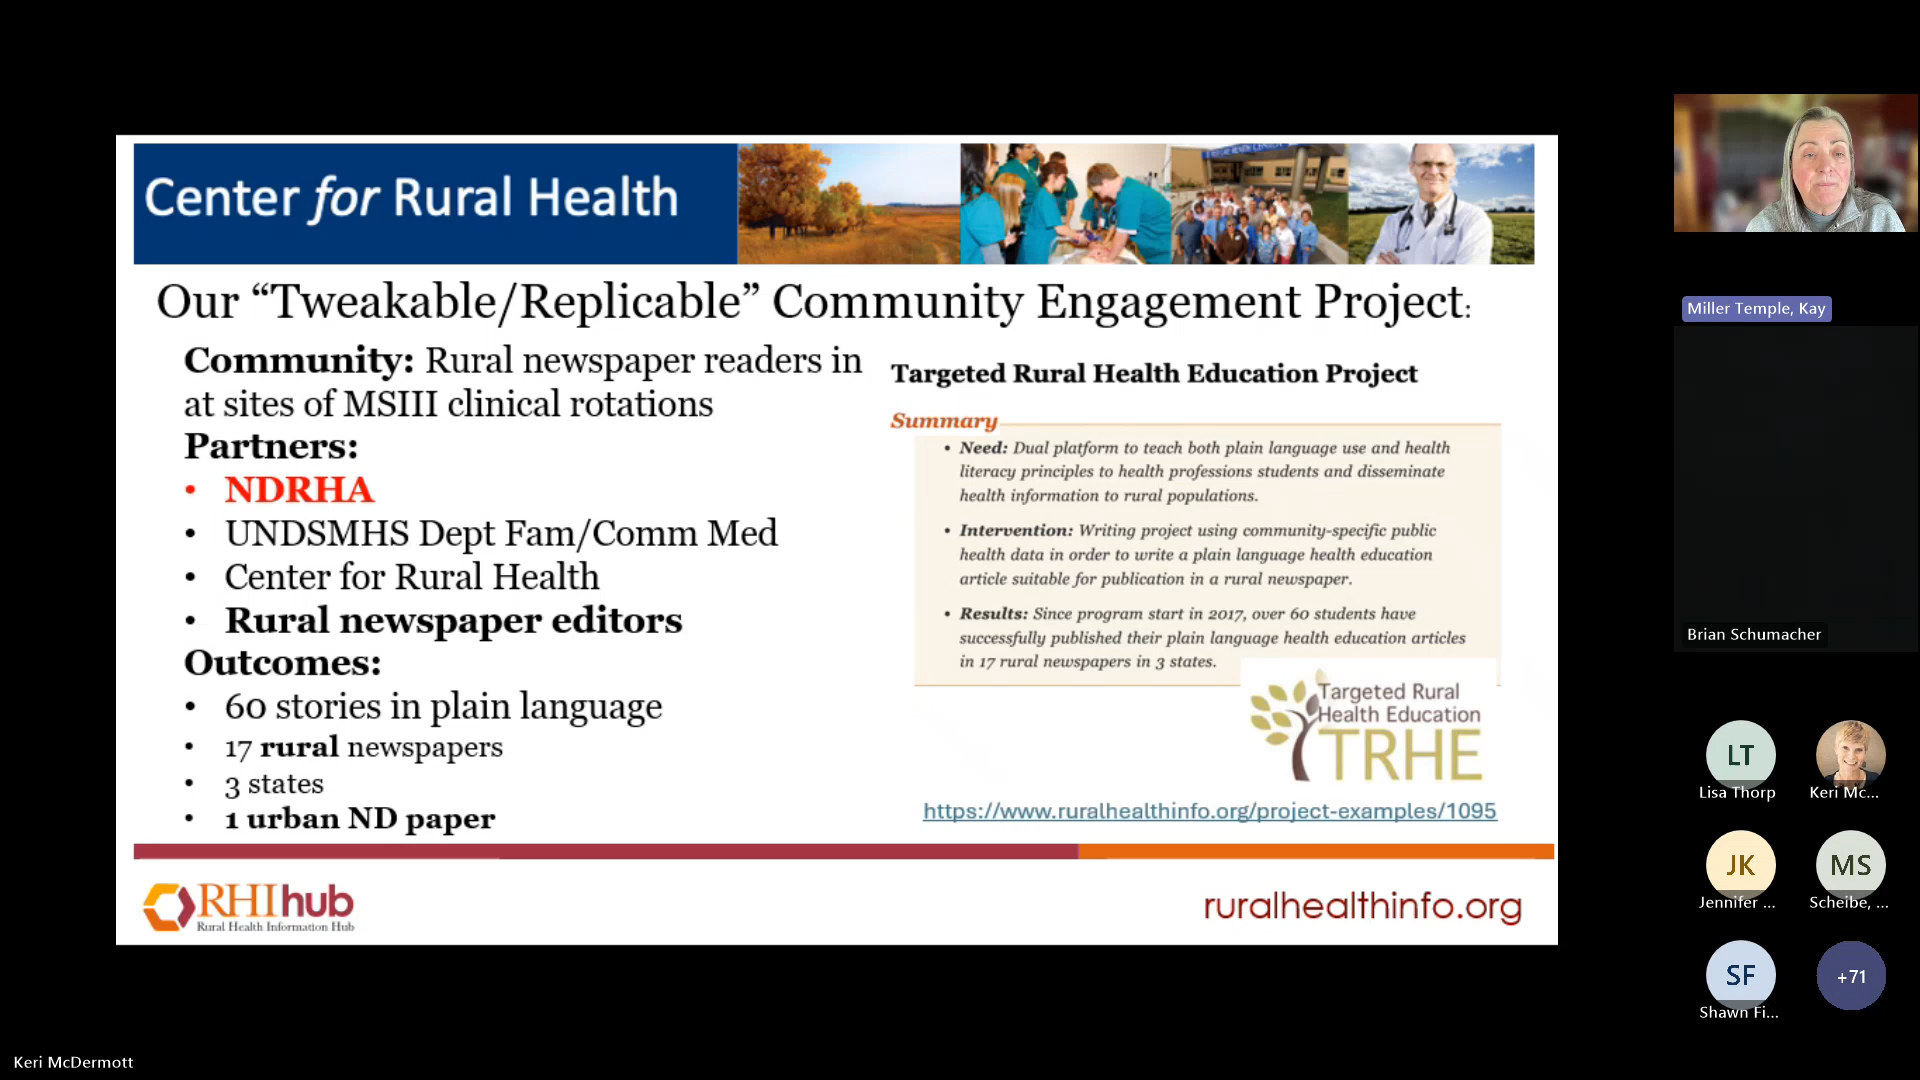 Center for Rural Health
Our “Tweakable/Replicable” Community Engagement Project:
Community: Rural newspaper readers in
at sites of MSIII clinical rotations
Partners:
• NDRHA
• UNDSMHS Dept Fam/Comm Med
• Center for Rural Health
• Rural newspaper editors
Outcomes:
• 60 stories in plain language
• 17 rural newspapers
• 3 states
• 1 urban ND paper
Targeted Rural Health Education Project
Summary
• Need: Dual platform to teach both plain language use and health
literacy principles to health professions students and disseminate
health information to rural populations.
• Intervention: Writing project using community-specific public
health data in order to write a plain language health education
article suitable for publication in a rural newspaper.
• Results: Since program start in 2017, over 60 students have
successfully published their plain language health education articles
in 17 rural newspapers in 3 states.
Targeted Rural
Health Education
TRHE
https://www.ruralhealthinfo.org/project-examples/1095
RHIhub
Rural Health Information Hub
ruralhealthinfo.org
Miller Temple, Kay
Brian Schumacher
LT
Lisa Thorp
Keri Mc...
JK
Jennifer ...
MS
Scheibe, ...
SF
Shawn Fi...
+71
Keri McDermott